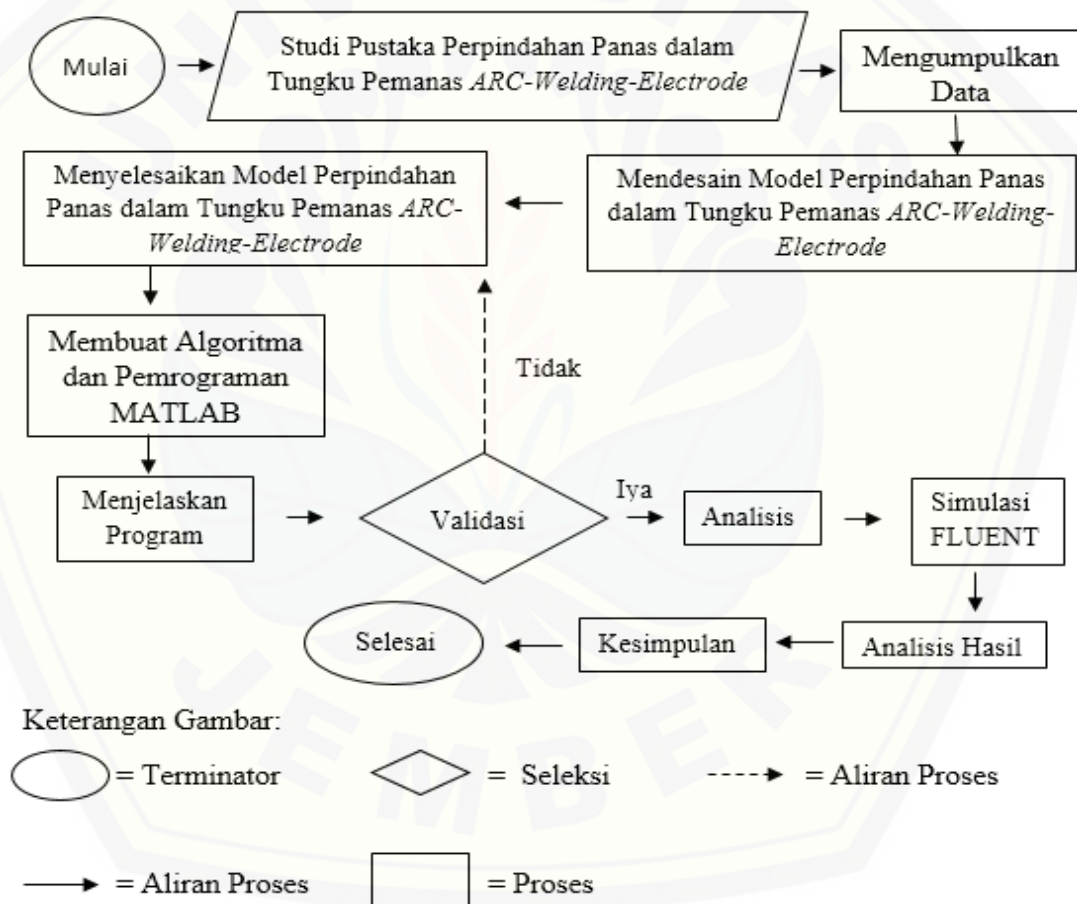 Mulai
Studi Pustaka Perpindahan Panas dalam
Tungku Pemanas ARC-Welding-Electrode
Mengumpulkan
Data
Menyelesaikan Model Perpindahan
Panas dalam Tungku Pemanas ARC-
Welding-Electrode
Mendesain Model Perpindahan Panas
dalam Tungku Pemanas ARC-Welding-
Electrode
Membuat Algoritma
dan Pemrograman
MATLAB
Tidak
Menjelaskan
Program
Validasi
Iya
Analisis
Simulasi
FLUENT
Selesai
Kesimpulan
Analisis Hasil
Keterangan Gambar:
= Terminator
= Seleksi
= Aliran Proses
= Aliran Proses
= Proses
JEMBER